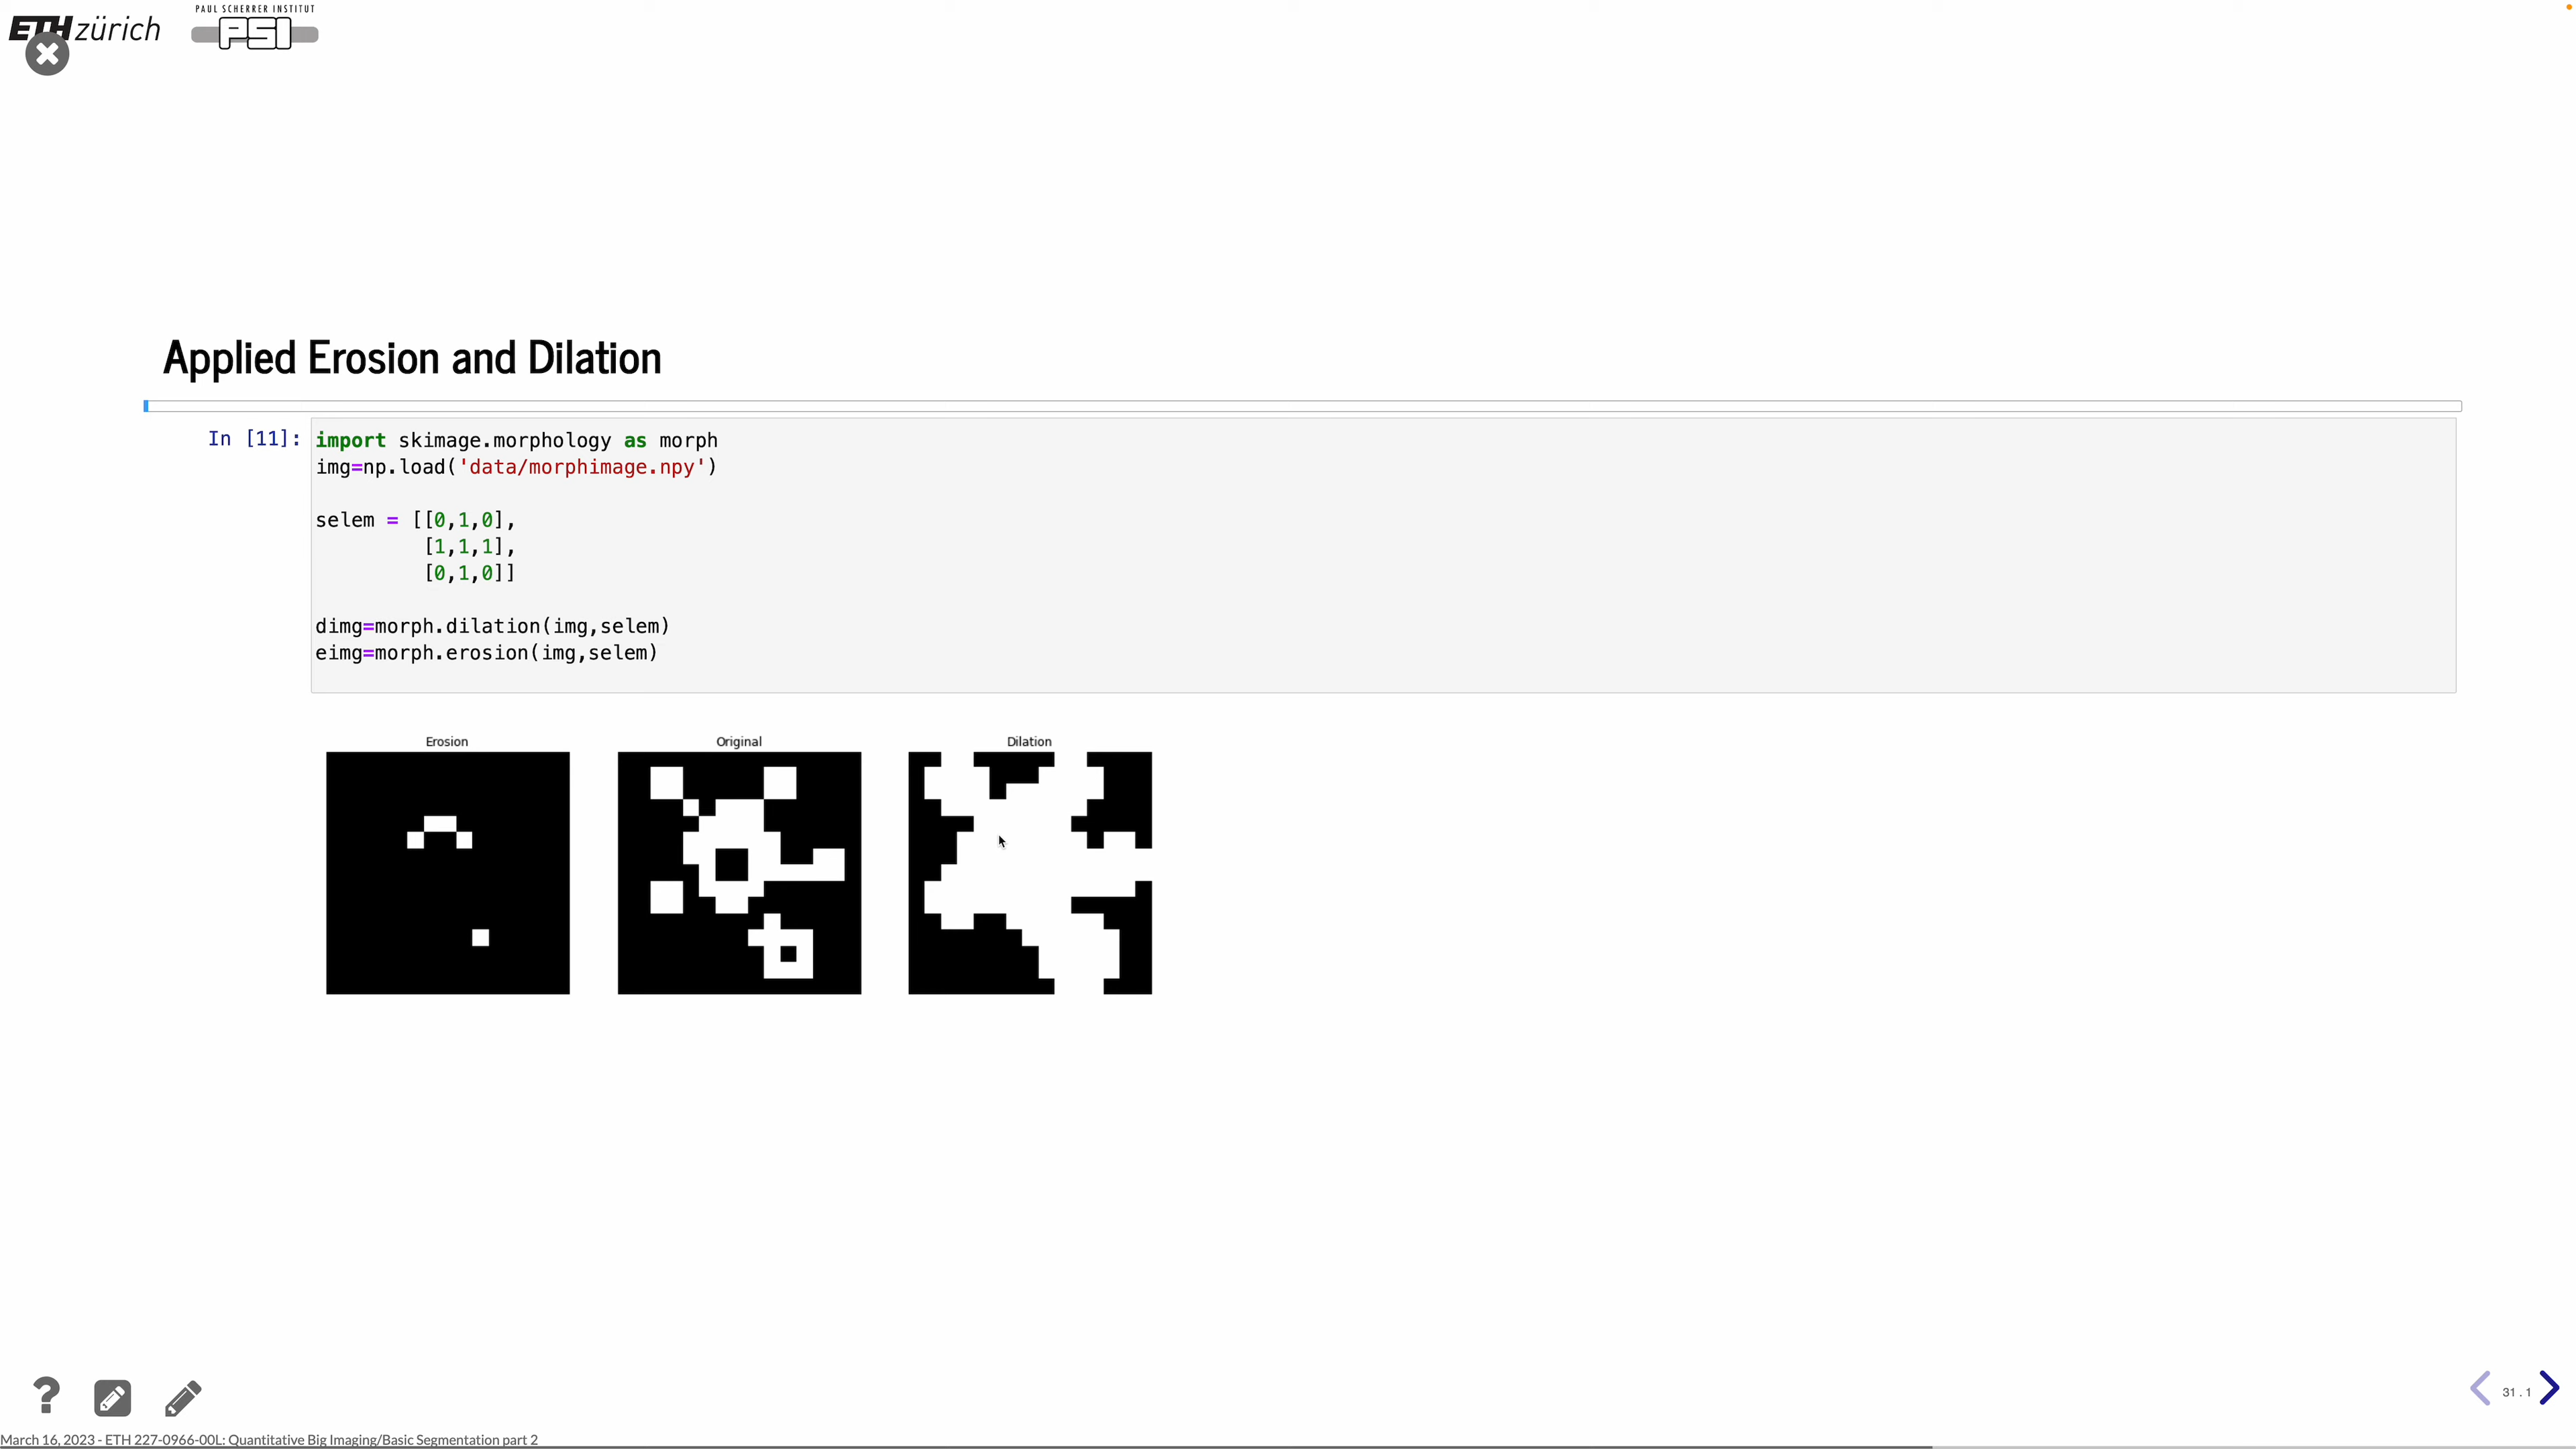 ETH zürich
PAUL SCHERRER INSTITUT
PSI
Applied Erosion and Dilation
In [11]:
import skimage.morphology as morph
img=np.load('data/morphimage.npy')
selem = [[0,1,0],
[1,1,1],
[0,1,0]]
dimg=morph.dilation(img,selem)
eimg=morph.erosion(img,selem)
Erosion
Original
Dilation
31 . 1
March 16, 2023 - ETH 227-0966-00L: Quantitative Big Imaging/Basic Segmentation part 2